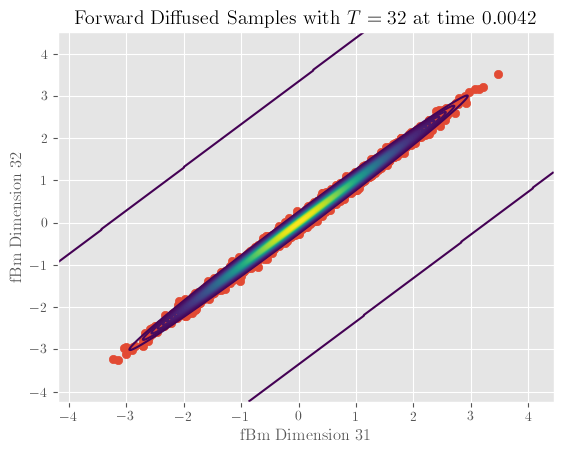 Forward Diffused Samples with T = 32 at time 0.0042
fBm Dimension 32
4
3
2
1
0
−1
−2
−3
−4
−4 −3 −2 −1 0 1 2 3 4
fBm Dimension 31